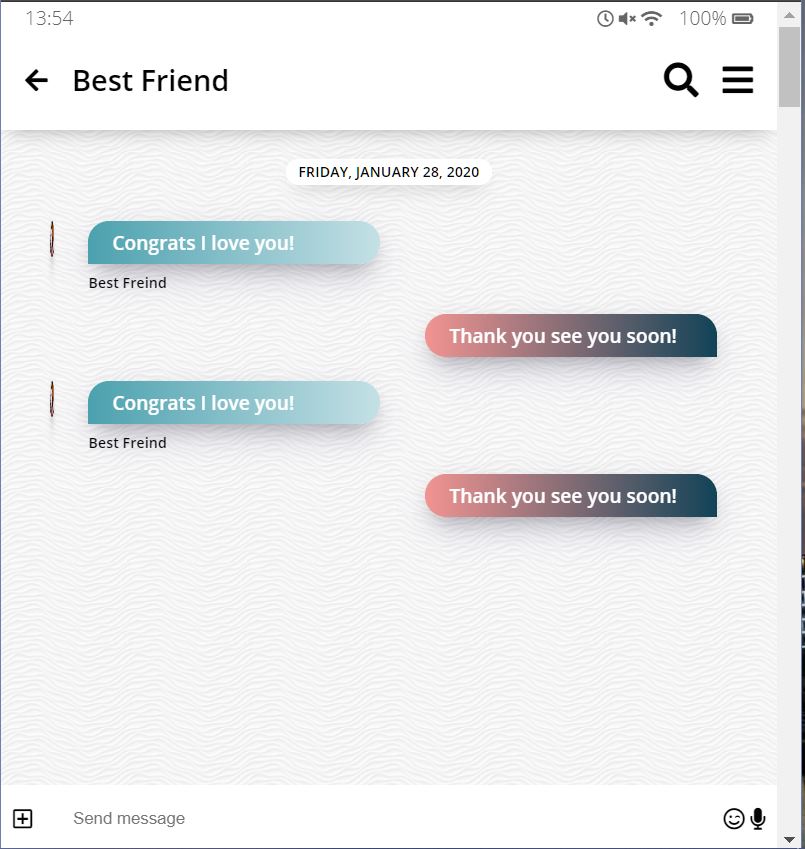 13:54
100%
Best Friend
FRIDAY, JANUARY 28, 2020
Congrats I love you!
Best Freind
Thank you see you soon!
Congrats I love you!
Best Freind
Thank you see you soon!
Send message